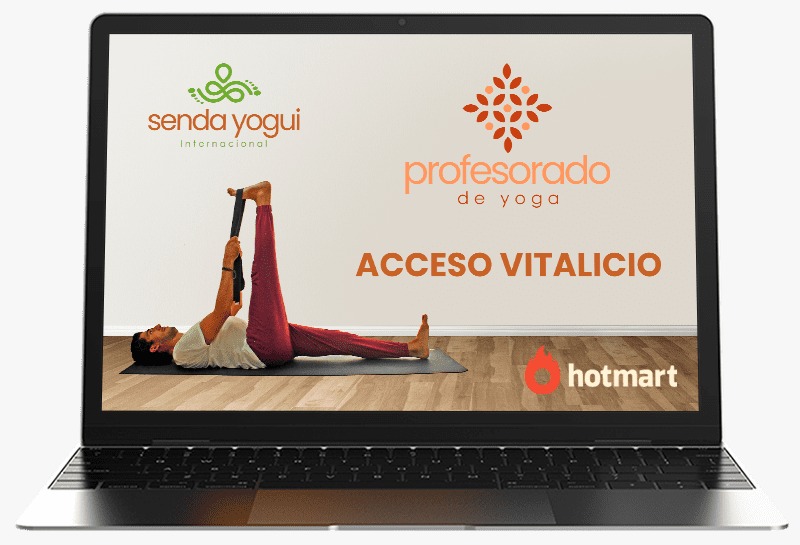 senda yogui
Internacional
profesorado
de yoga
ACCESO VITALICIO
hotmart